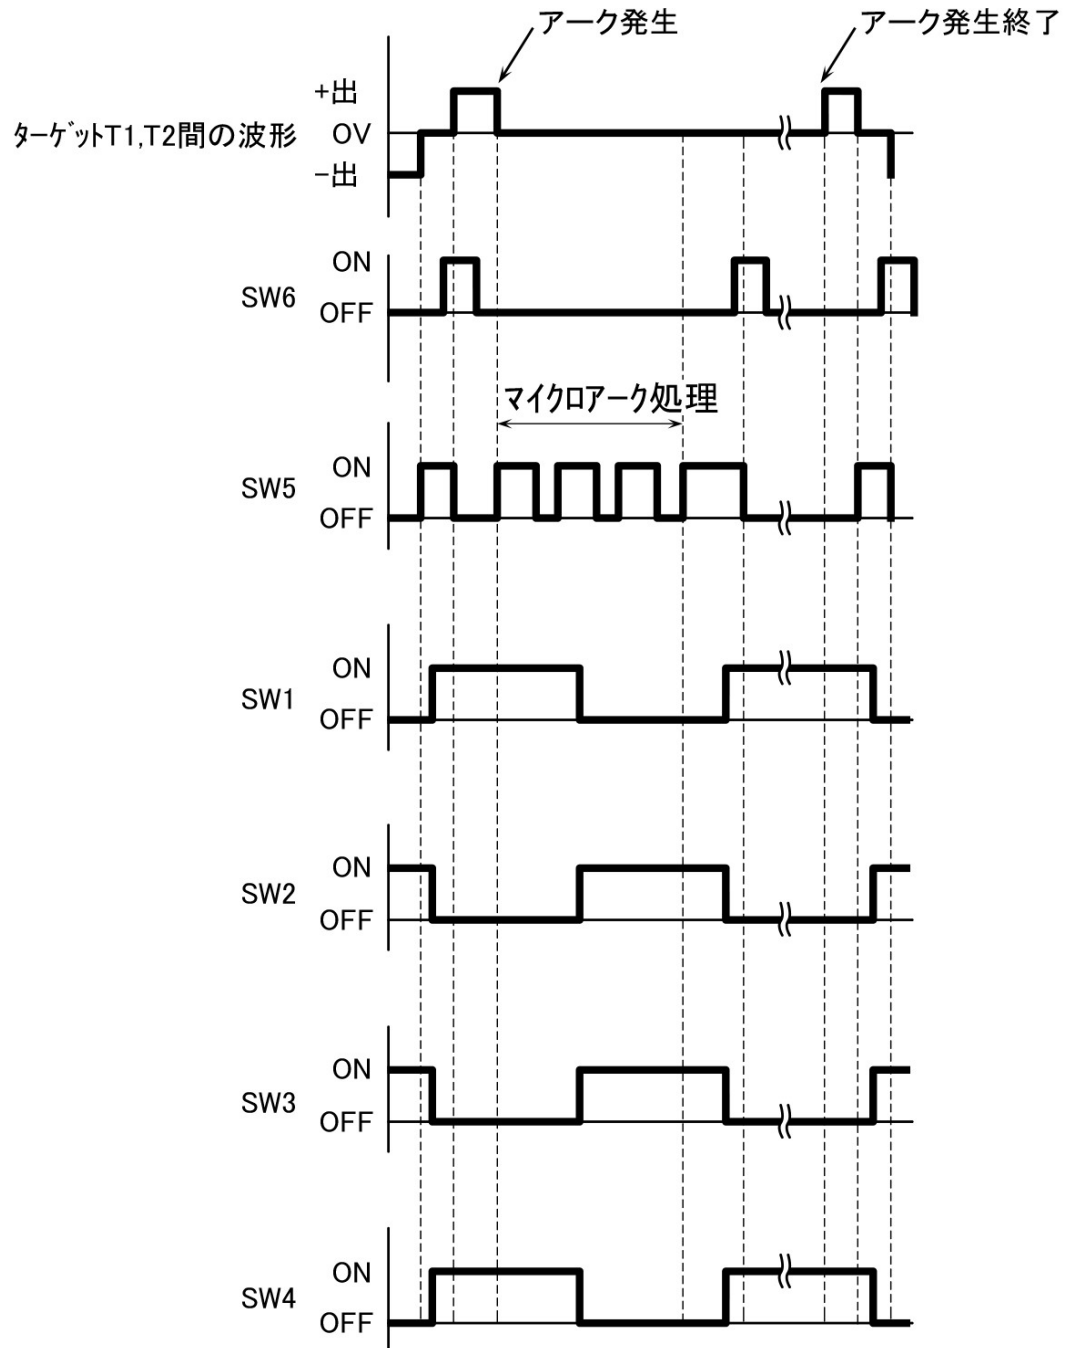 アーク発生
アーク発生終了
+出
ターゲットT1,T2間の波形
0V
-出
ON
SW6
OFF
マイクロアーク処理
ON
SW5
OFF
ON
SW1
OFF
ON
SW2
OFF
ON
SW3
OFF
ON
SW4
OFF